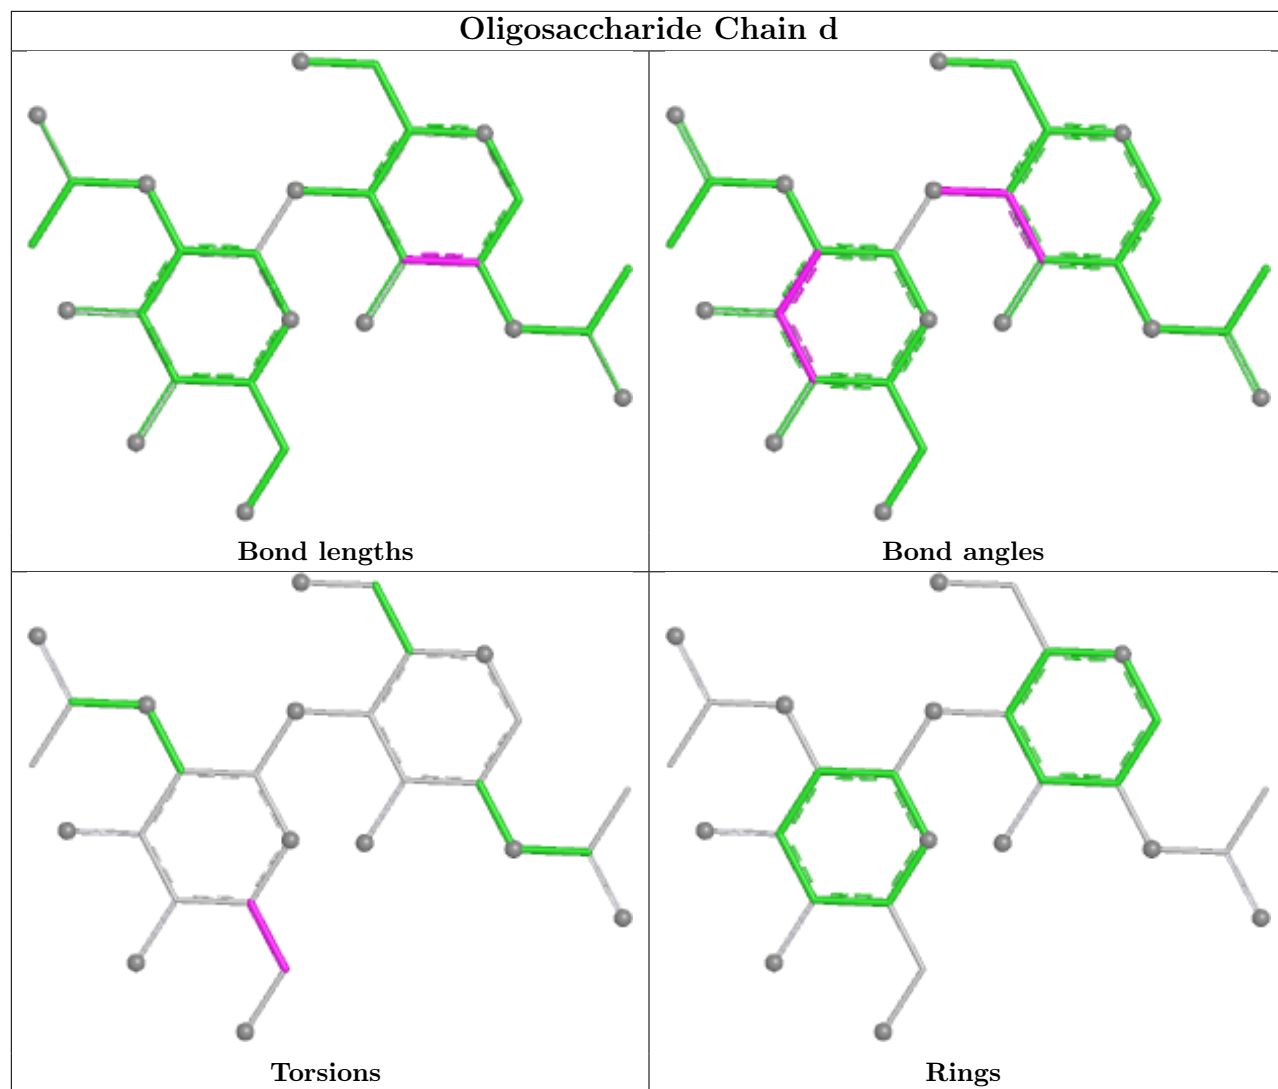 Oligosaccharide Chain d
Bond lengths
Bond angles
Torsions
Rings